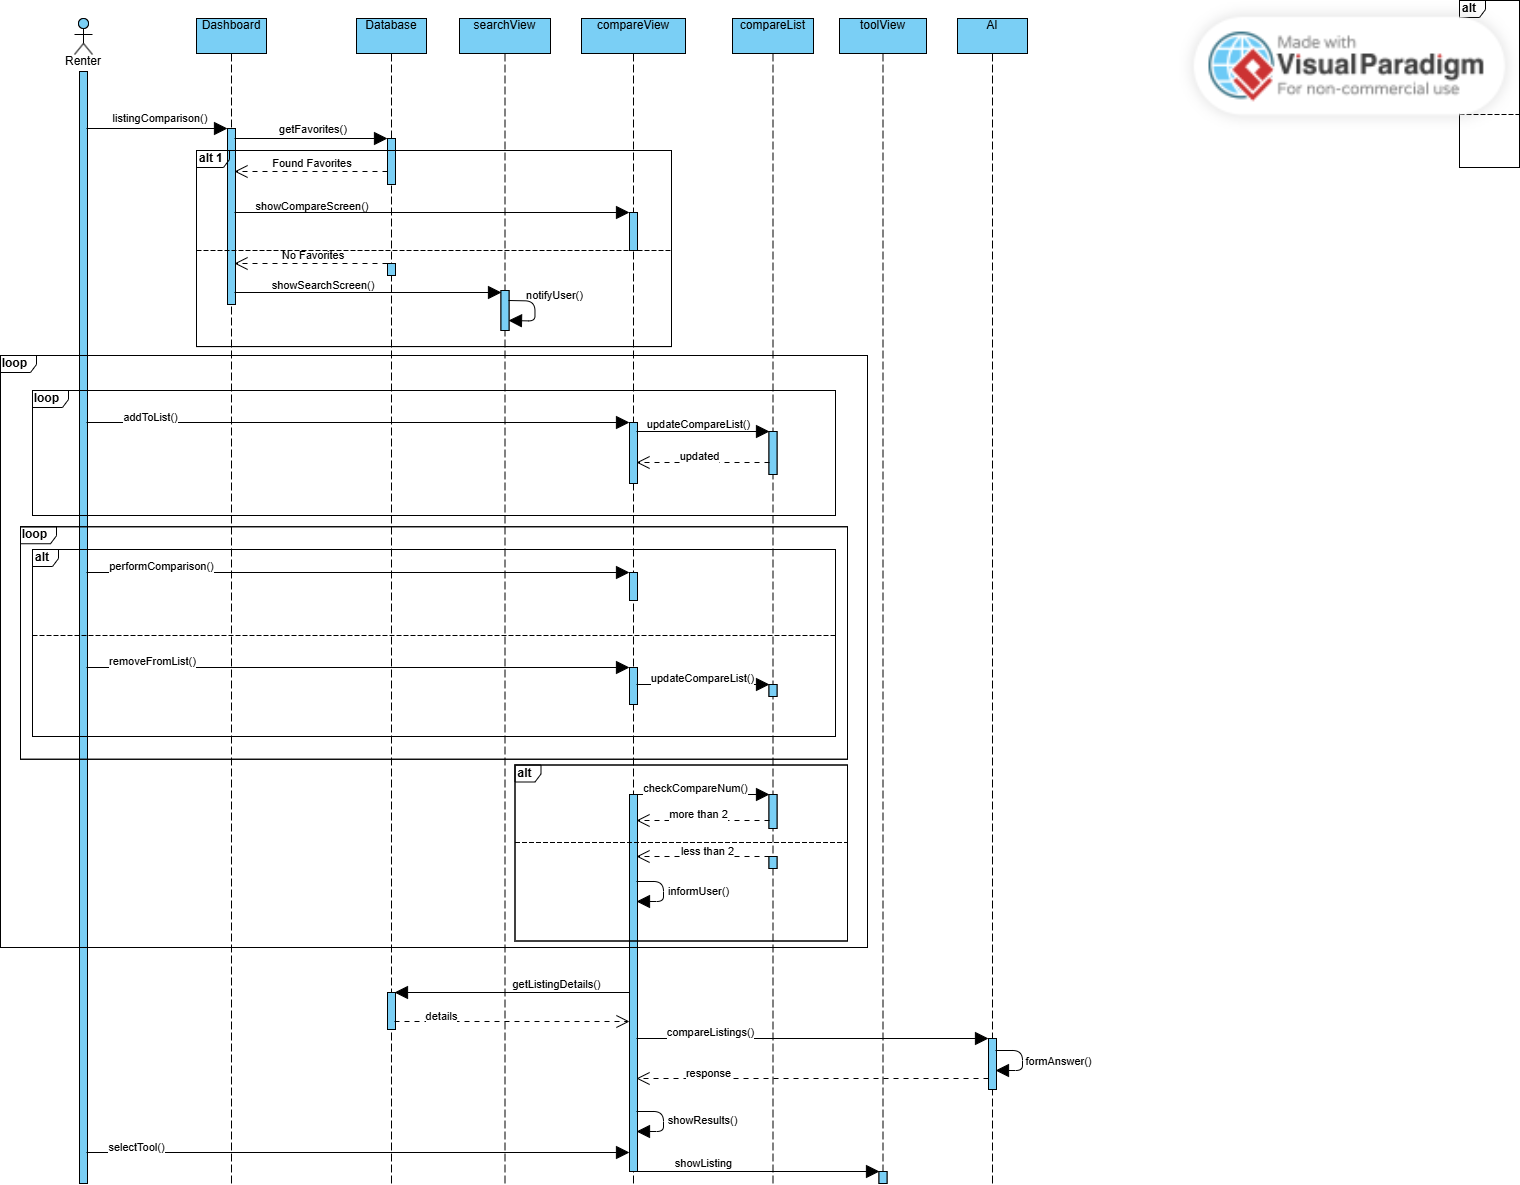 Dashboard
Database
searchView
compareView
compareList
toolView
AI
alt
Renter
Made with
Visual Paradigm
For non-commercial use
listingComparison()
getFavorites()
alt 1
Found Favorites
showCompareScreen()
No Favorites
showSearchScreen()
notifyUser()
loop
loop
addToList()
updateCompareList()
updated
loop
alt
performComparison()
removeFromList()
updateCompareList()
alt
checkCompareNum()
more than 2
less than 2
informUser()
getListingDetails()
details
compareListings()
formAnswer()
response
showResults()
selectTool()
showListing